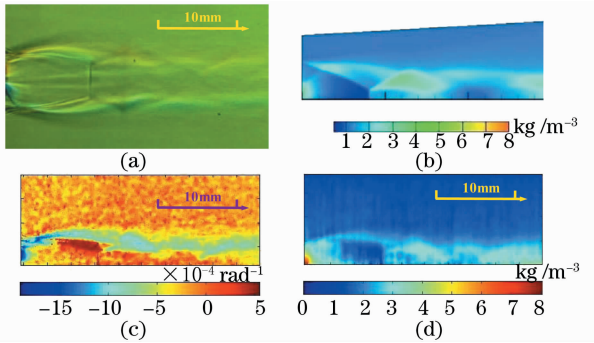 10mm
(a)
1 2 3 4 5 6 7 8 kg/m⁻³
(b)
10mm
×10⁻⁴ rad⁻¹
−15 −10 −5 0 5
(c)
10mm
kg/m⁻³
0 1 2 3 4 5 6 7 8
(d)